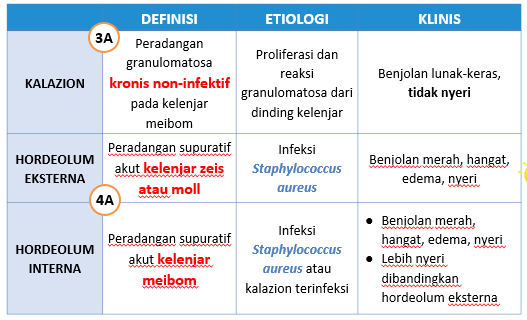 DEFINISI ETIOLOGI KLINIS
3A
KALAZION
Peradangan
granulomatosa
kronis non-infektif
pada kelenjar
meibom
Proliferasi dan
reaksi
granulomatosa dari
dinding kelenjar
Benjolan lunak-keras,
tidak nyeri
HORDEOLUM
EKSTERNA
Peradangan supuratif
akut kelenjar zeis
atau moll
Infeksi
Staphylococcus
aureus
Benjolan merah, hangat,
edema, nyeri
4A
HORDEOLUM
INTERNA
Peradangan supuratif
akut kelenjar
meibom
Infeksi
Staphylococcus
aureus atau
kalazion terinfeksi
● Benjolan merah,
hangat, edema, nyeri
● Lebih nyeri
dibandingkan
hordeolum eksterna